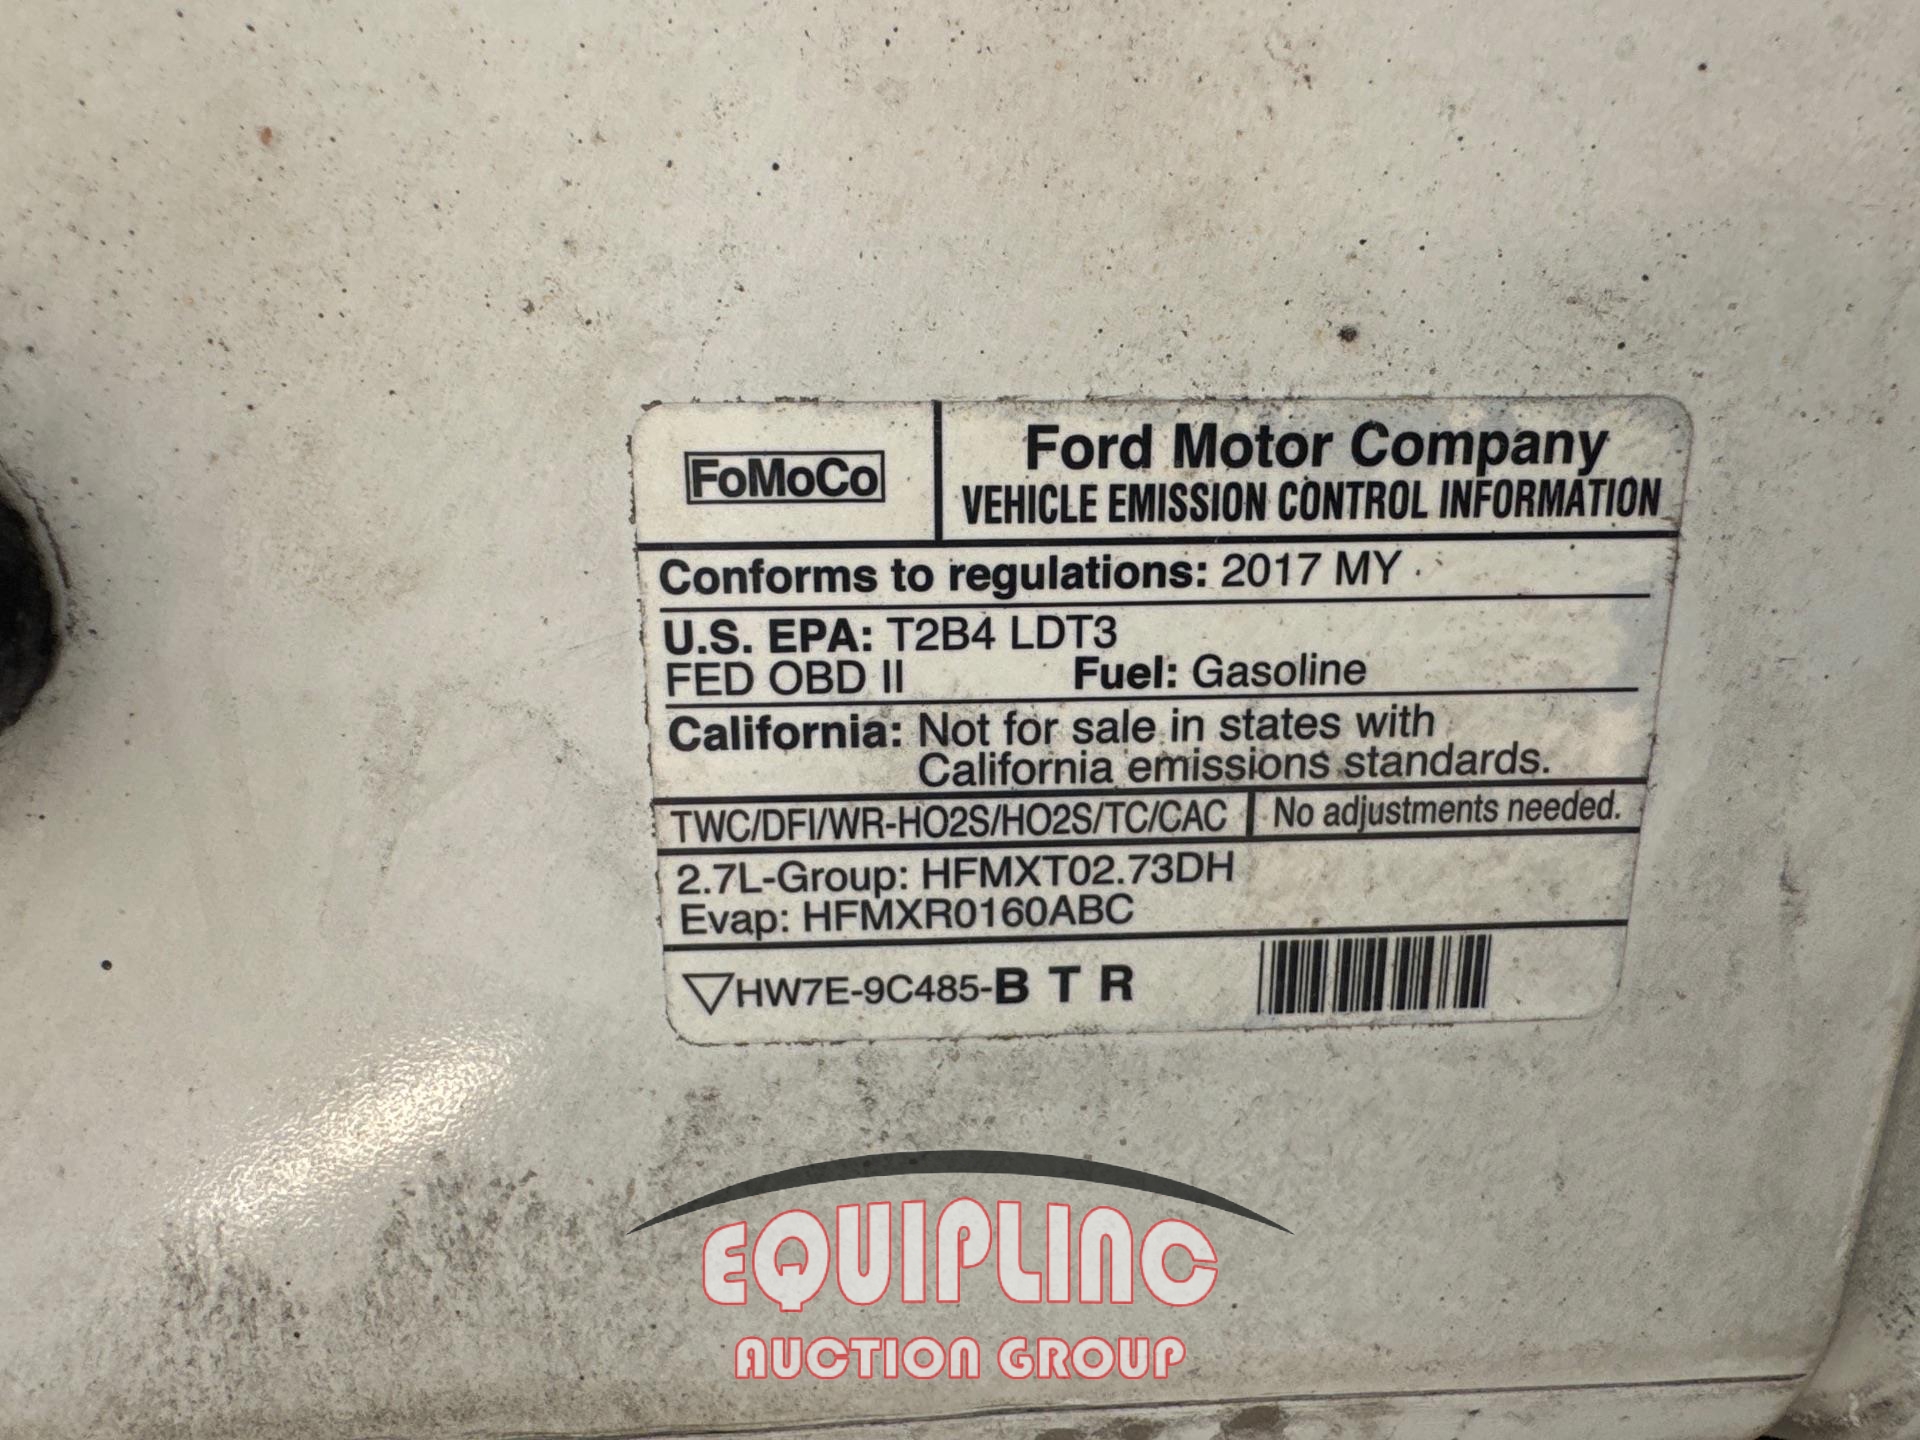 FoMoCo
Ford Motor Company
VEHICLE EMISSION CONTROL INFORMATION
Conforms to regulations: 2017 MY
U.S. EPA: T2B4 LDT3
FED OBD II Fuel: Gasoline
California: Not for sale in states with
California emissions standards.
TWC/DFI/WR-HO2S/HO2S/TC/CAC No adjustments needed.
2.7L-Group: HFMXT02.73DH
Evap: HFMXR0160ABC
HW7E-9C485-B T R
EQUIPLINC
AUCTION GROUP